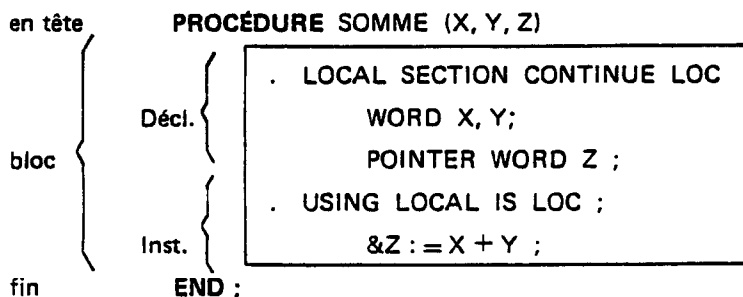 en tête PROCÉDURE SOMME (X, Y, Z)
. LOCAL SECTION CONTINUE LOC
Décl. WORD X, Y;
bloc POINTER WORD Z ;
. USING LOCAL IS LOC ;
Inst. &Z : = X + Y ;
fin END ;